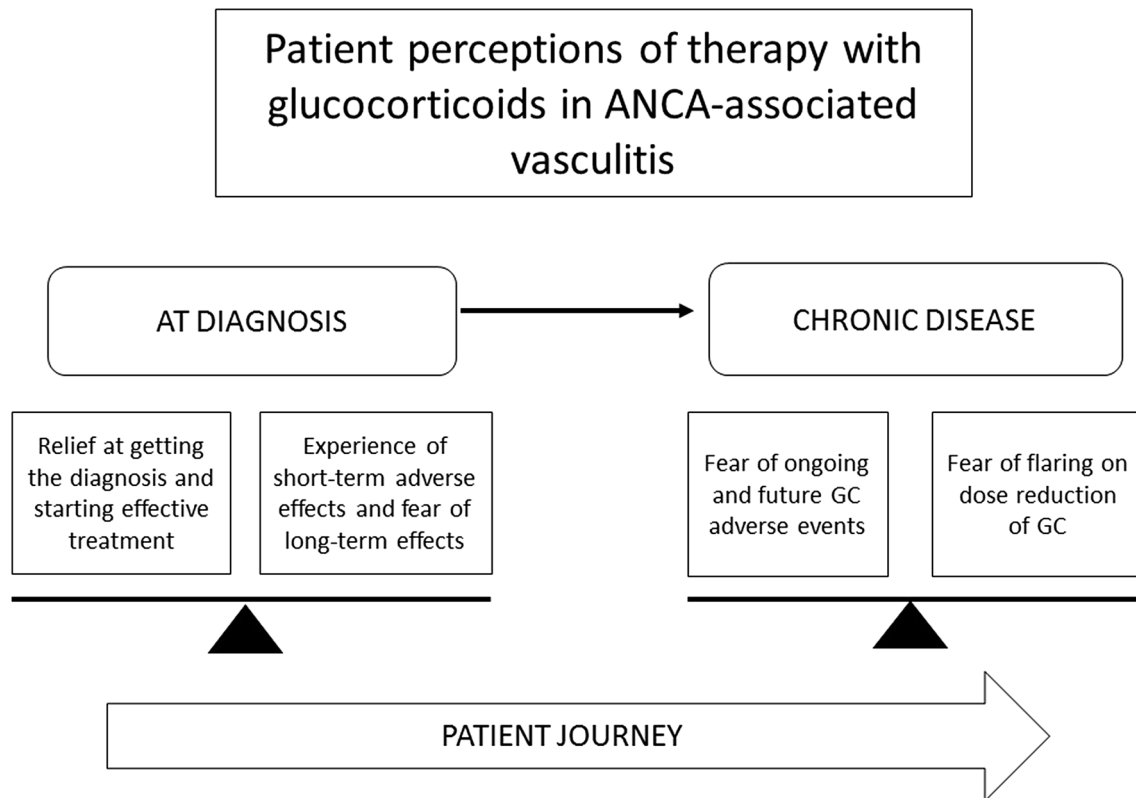 Patient perceptions of therapy with
glucocorticoids in ANCA-associated
vasculitis
AT DIAGNOSIS
CHRONIC DISEASE
Relief at getting
the diagnosis and
starting effective
treatment
Experience of
short-term adverse
effects and fear of
long-term effects
Fear of ongoing
and future GC
adverse events
Fear of flaring on
dose reduction
of GC
PATIENT JOURNEY